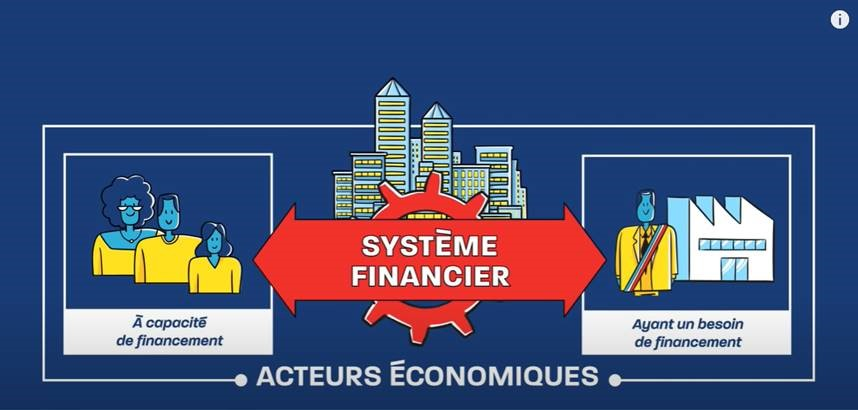 i
SYSTÈME
FINANCIER
À capacité
de financement
Ayant un besoin
de financement
ACTEURS ÉCONOMIQUES